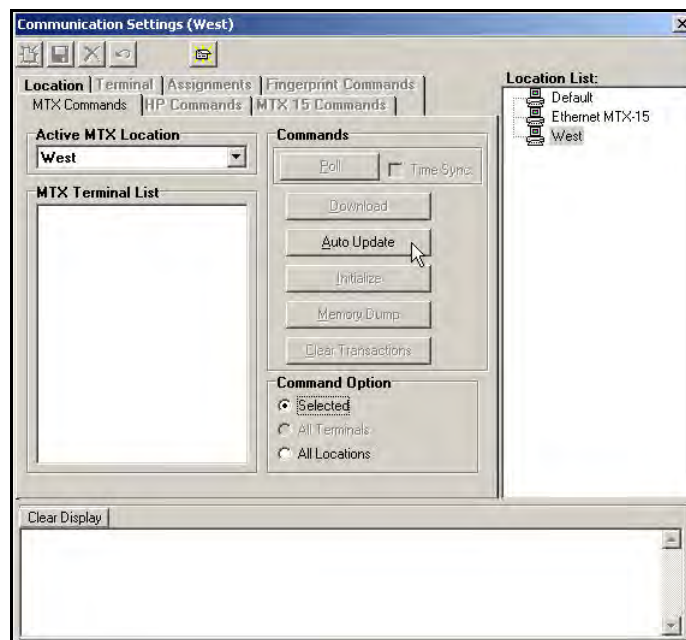 Communication Settings (West)
Location Terminal Assignments Fingerprint Commands
MTX Commands HP Commands MTX 15 Commands
Location List:
Default
Ethernet MTX-15
West
Active MTX Location
West
MTX Terminal List
Commands
Poll Time Sync.
Download
Auto Update
Initialize
Memory Dump
Clear Transactions
Command Option
Selected
All Terminals
All Locations
Clear Display